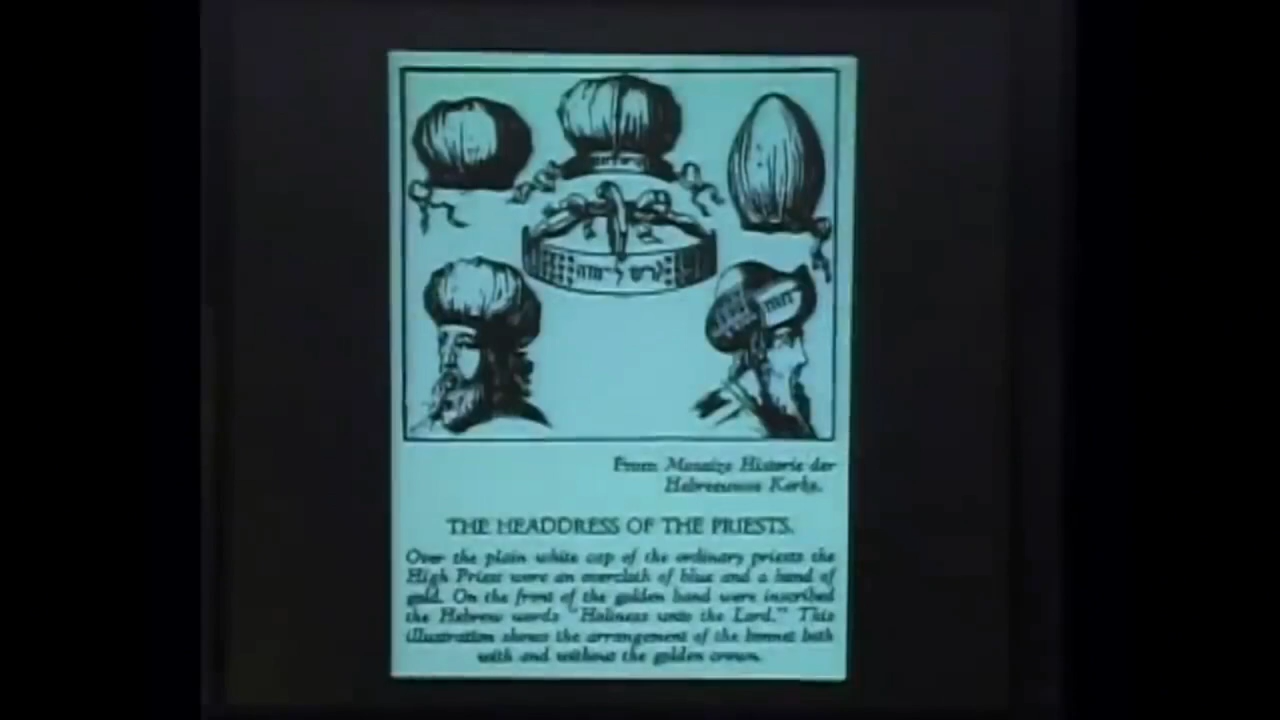 From Mosaize Historie der
Hebreeuwse Kerke.
THE HEADDRESS OF THE PRIESTS.
Over the plain white cap of the ordinary priests the
High Priest wore an overcloth of blue and a band of
gold. On the front of the golden band were inscribed
the Hebrew words "Holiness unto the Lord." This
illustration shows the arrangement of the bonnet both
with and without the golden crown.